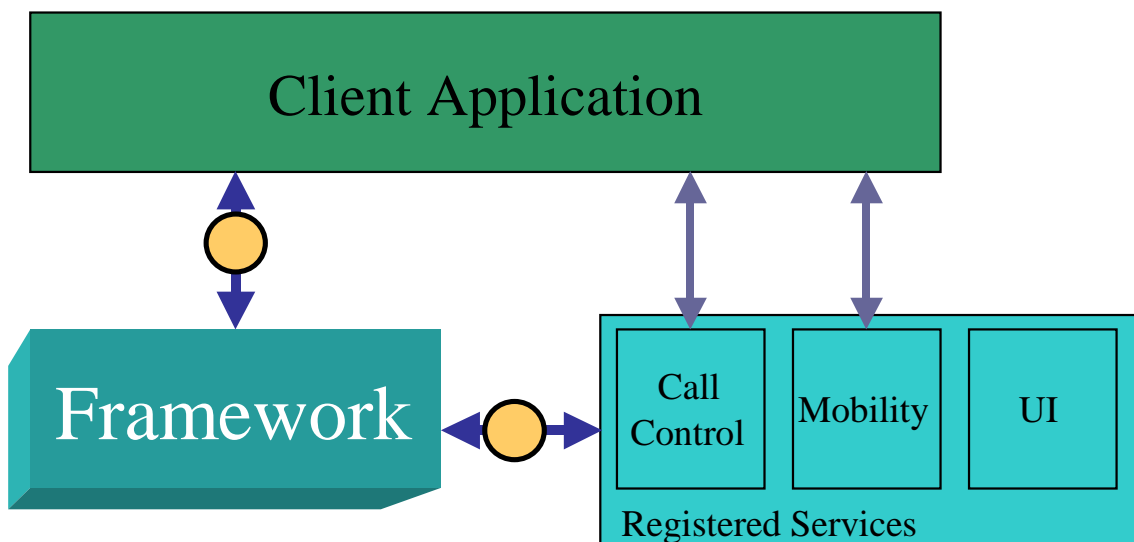 Client Application
Framework
Call
Control
Mobility
UI
Registered Services